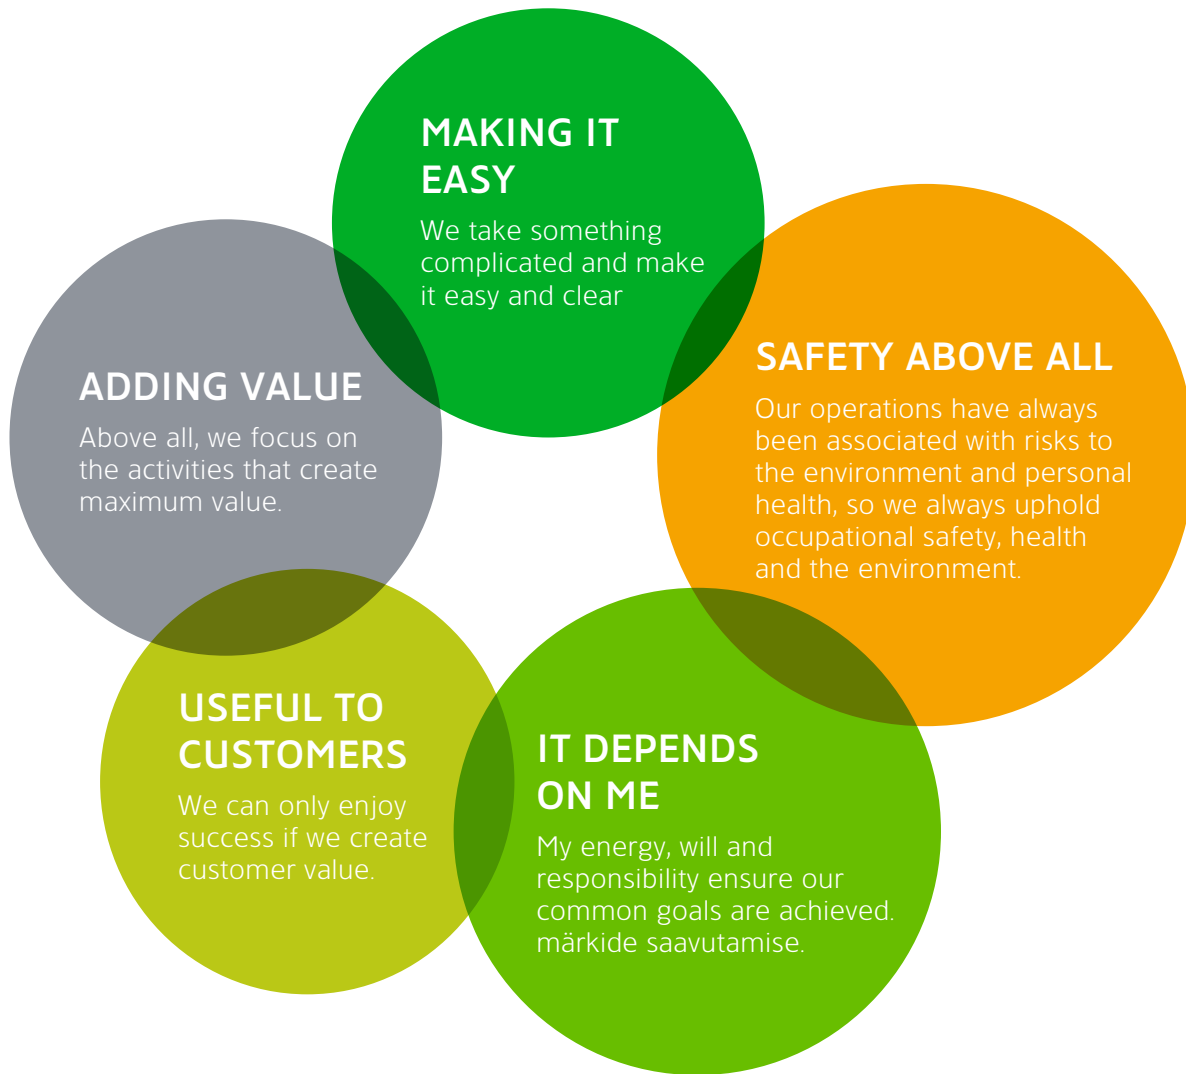 MAKING IT
EASY
We take something
complicated and make
it easy and clear
SAFETY ABOVE ALL
Our operations have always
been associated with risks to
the environment and personal
health, so we always uphold
occupational safety, health
and the environment.
ADDING VALUE
Above all, we focus on
the activities that create
maximum value.
USEFUL TO
CUSTOMERS
We can only enjoy
success if we create
customer value.
IT DEPENDS
ON ME
My energy, will and
responsibility ensure our
common goals are achieved.
märkide saavutamise.